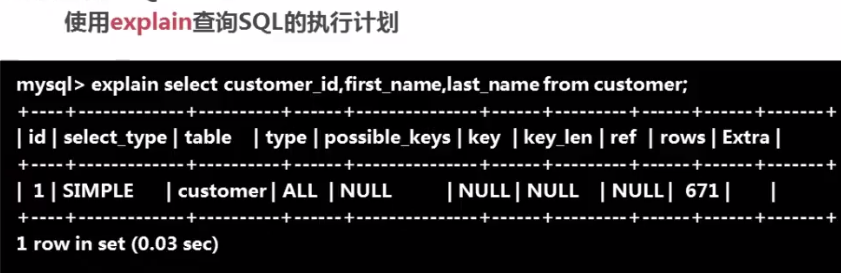 使用explain查询SQL的执行计划
mysql> explain select customer_id,first_name,last_name from customer;
+----+-------------+----------+------+---------------+------+---------+------+------+-------+
| id | select_type | table | type | possible_keys | key | key_len | ref | rows | Extra |
+----+-------------+----------+------+---------------+------+---------+------+------+-------+
| 1 | SIMPLE | customer | ALL | NULL | NULL | NULL | NULL | 671 | |
+----+-------------+----------+------+---------------+------+---------+------+------+-------+
1 row in set (0.03 sec)